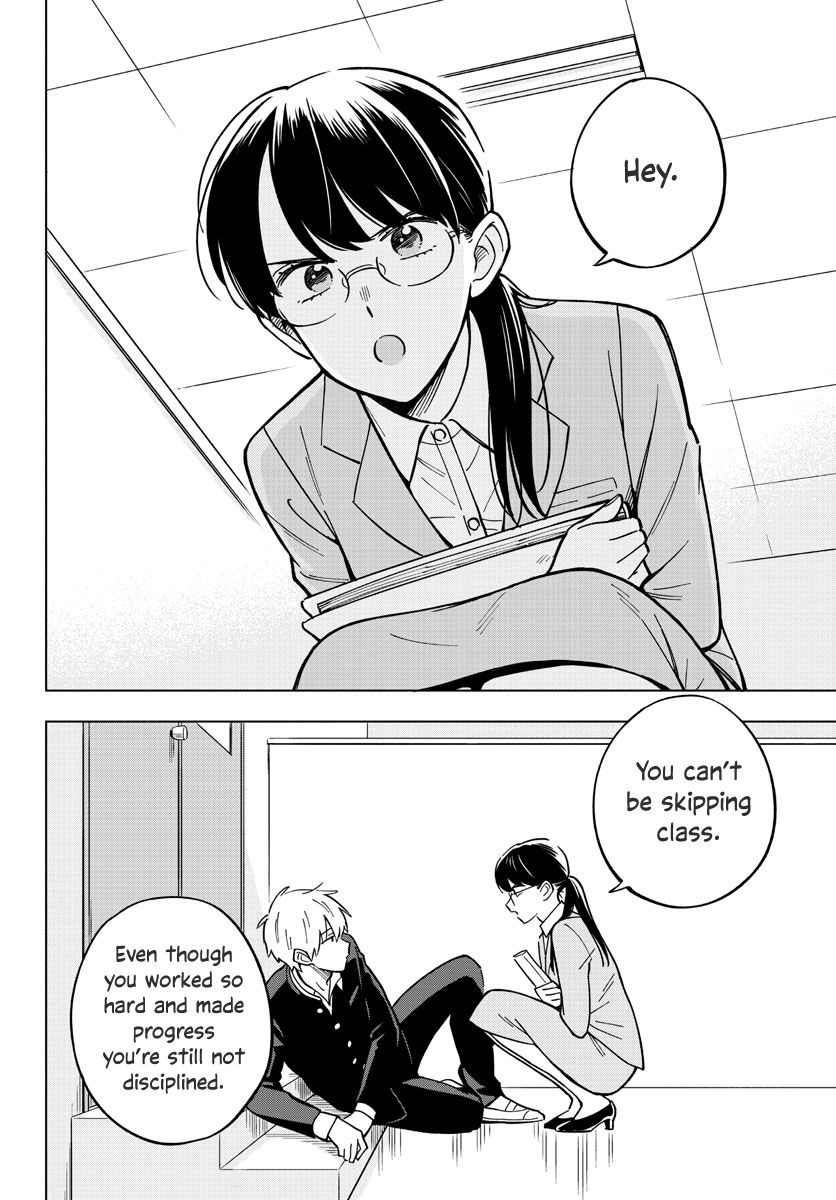 Hey.
You can't
be skipping
class.
Even though
you worked so
hard and made
progress
you're still not
disciplined.